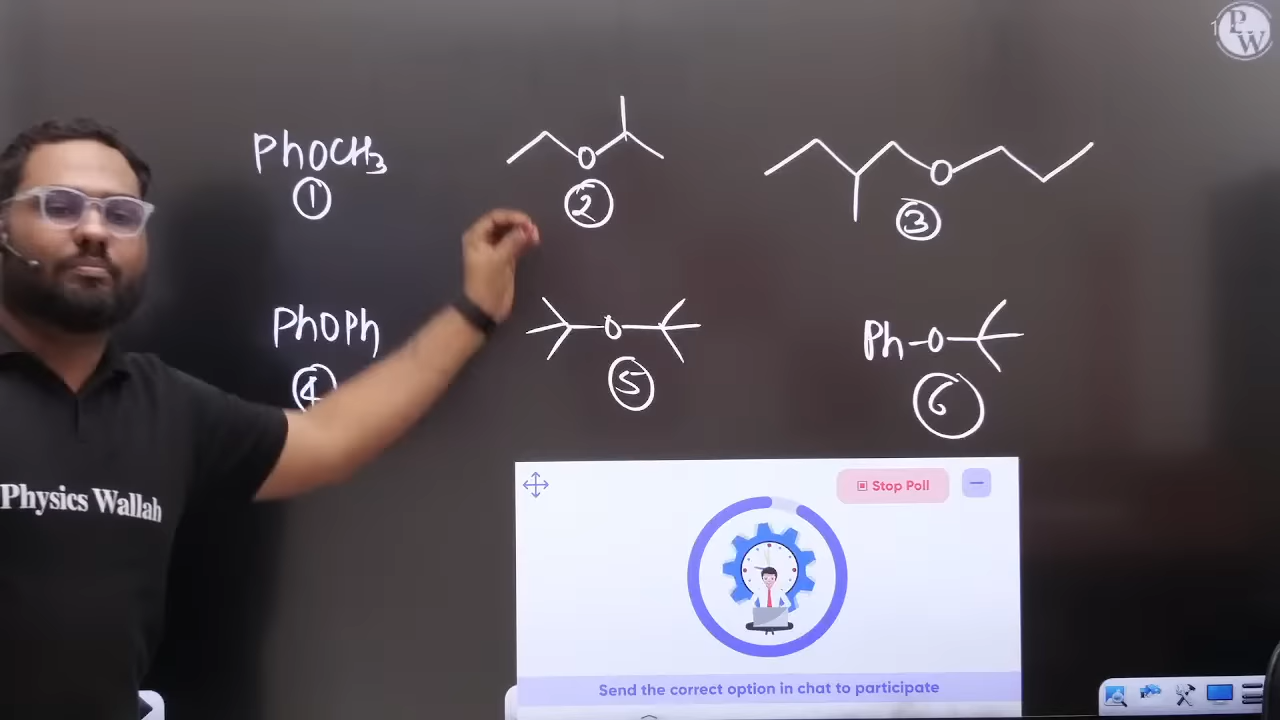 PW
PhOCH3
①
O
②
O
③
PhOPh
④
O
⑤
Ph-O
⑥
Physics Wallah
Stop Poll
Send the correct option in chat to participate